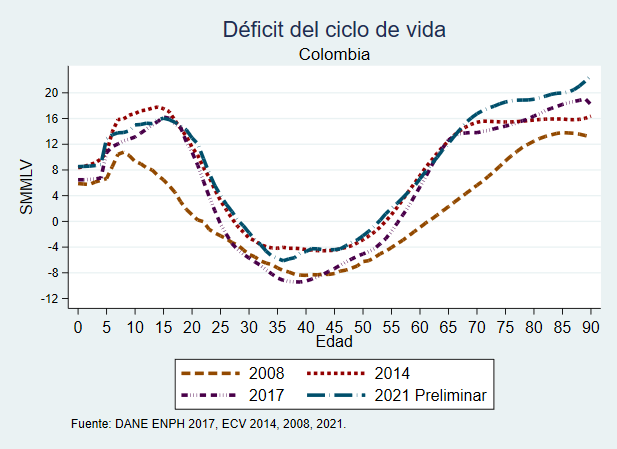 Déficit del ciclo de vida
Colombia
SMMLV
20
16
12
8
4
0
-4
-8
-12
0 5 10 15 20 25 30 35 40 45 50 55 60 65 70 75 80 85 90
Edad
2008 2014
2017 2021 Preliminar
Fuente: DANE ENPH 2017, ECV 2014, 2008, 2021.